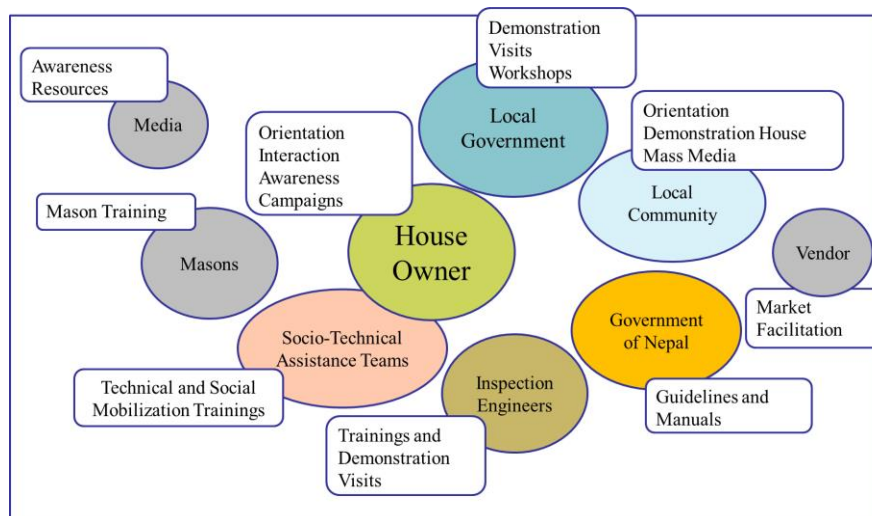 Demonstration
Visits
Workshops
Awareness
Resources
Media
Local
Government
Orientation
Demonstration House
Mass Media
Orientation
Interaction
Awareness
Campaigns
Local
Community
Mason Training
House
Owner
Masons
Vendor
Market
Facilitation
Government
of Nepal
Socio-Technical
Assistance Teams
Inspection
Engineers
Technical and Social
Mobilization Trainings
Guidelines and
Manuals
Trainings and
Demonstration
Visits